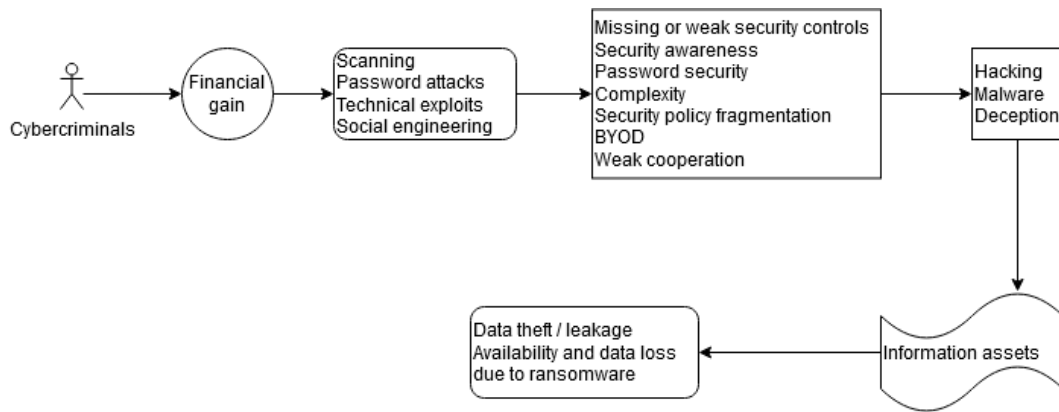 Cybercriminals
Financial
gain
Scanning
Password attacks
Technical exploits
Social engineering
Missing or weak security controls
Security awareness
Password security
Complexity
Security policy fragmentation
BYOD
Weak cooperation
Hacking
Malware
Deception
Information assets
Data theft / leakage
Availability and data loss
due to ransomware